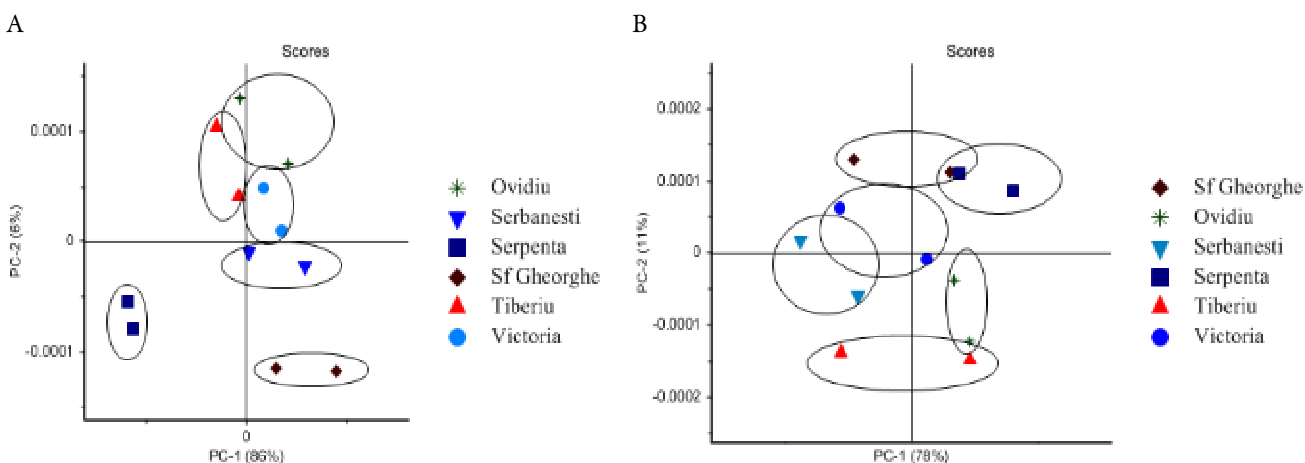 A
Scores
0.0001
0
-0.0001
PC-2 (6%)
0
PC-1 (86%)
Ovidiu
Serbanesti
Serpenta
Sf Gheorghe
Tiberiu
Victoria
B
Scores
0.0002
0.0001
0
-0.0001
-0.0002
PC-2 (11%)
PC-1 (78%)
Sf Gheorghe
Ovidiu
Serbanesti
Serpenta
Tiberiu
Victoria